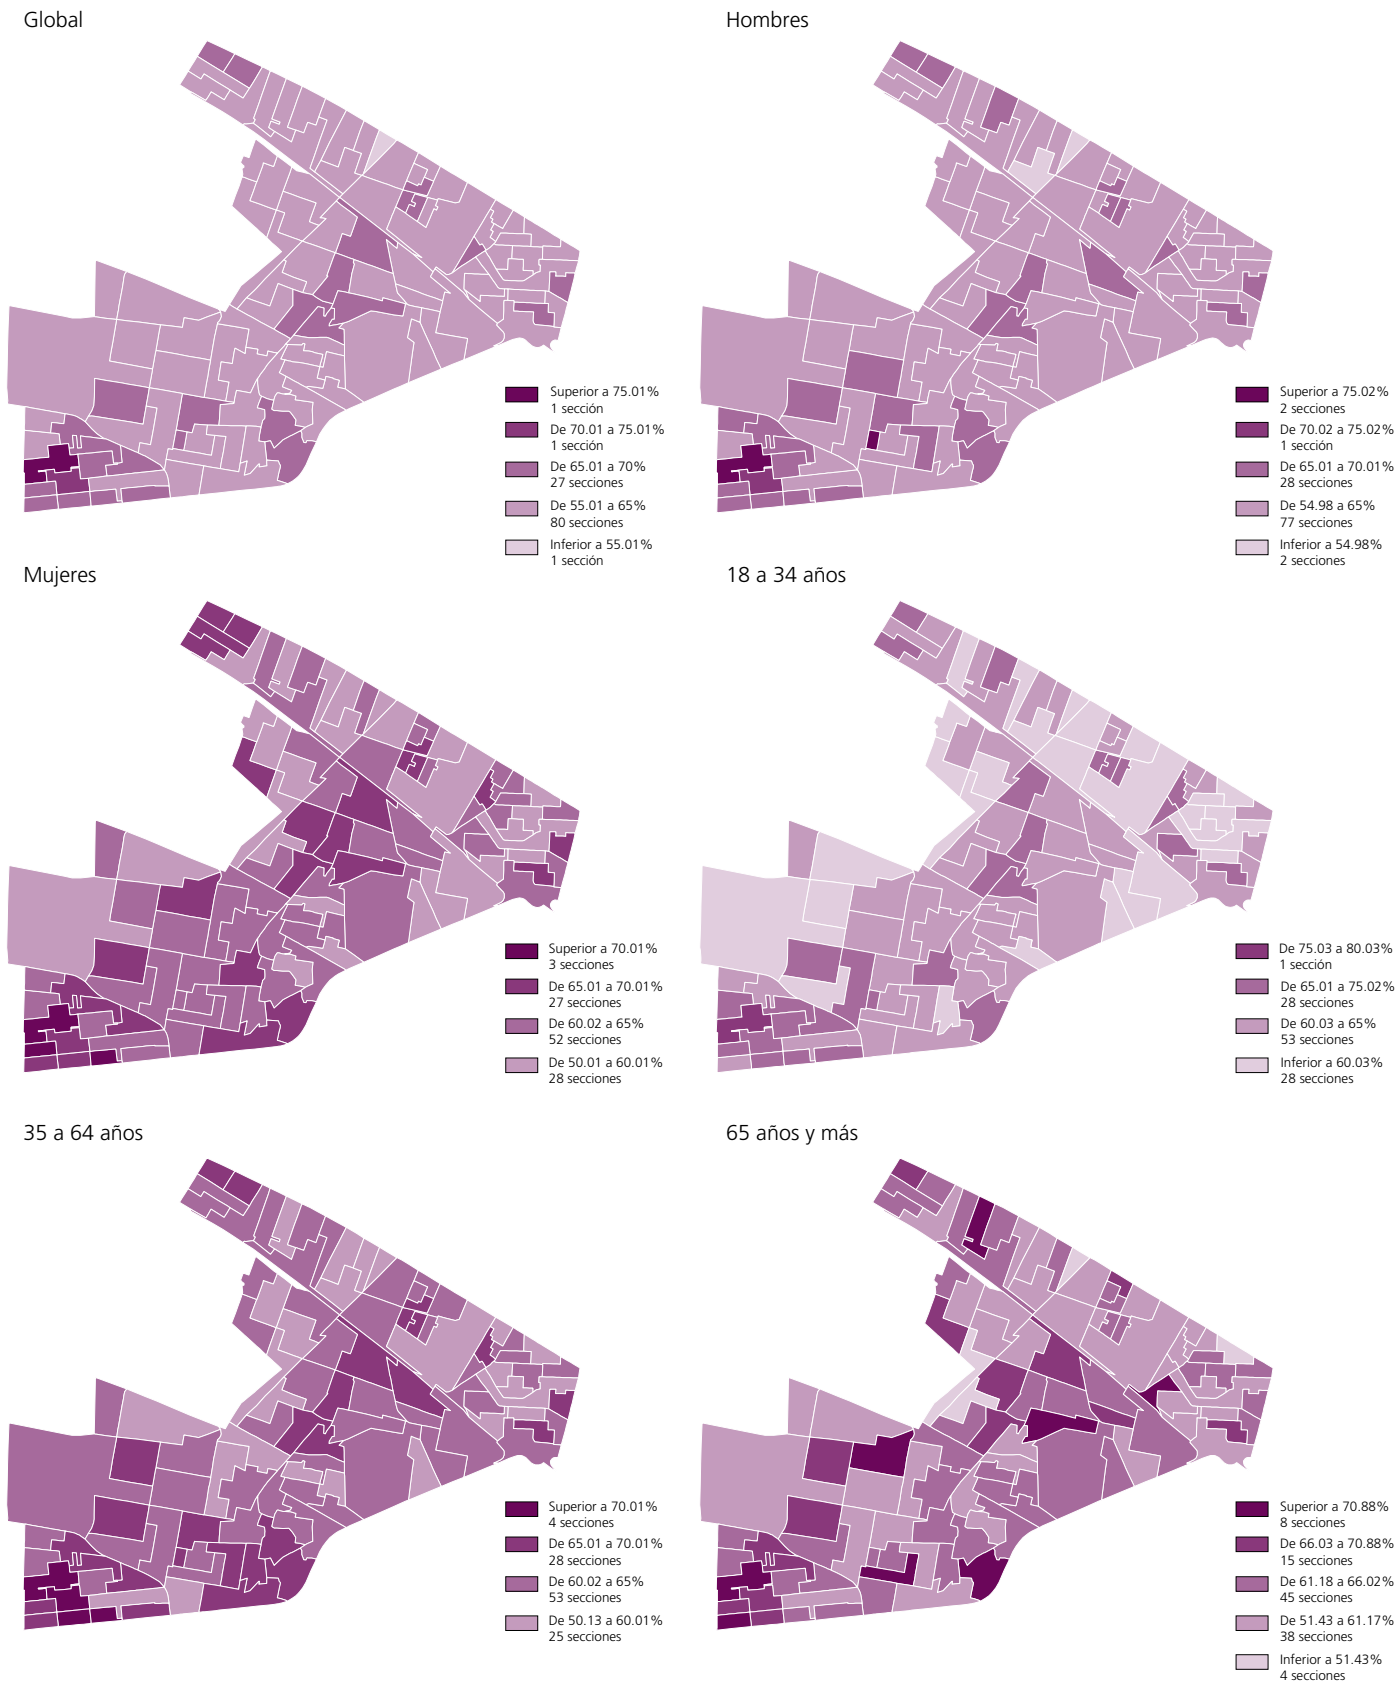 Global
Superior a 75.01%
1 sección
De 70.01 a 75.01%
1 sección
De 65.01 a 70%
27 secciones
De 55.01 a 65%
80 secciones
Inferior a 55.01%
1 sección
Hombres
Superior a 75.02%
2 secciones
De 70.02 a 75.02%
1 sección
De 65.01 a 70.01%
28 secciones
De 54.98 a 65%
77 secciones
Inferior a 54.98%
2 secciones
Mujeres
Superior a 70.01%
3 secciones
De 65.01 a 70.01%
27 secciones
De 60.02 a 65%
52 secciones
De 50.01 a 60.01%
28 secciones
18 a 34 años
De 75.03 a 80.03%
1 sección
De 65.01 a 75.02%
28 secciones
De 60.03 a 65%
53 secciones
Inferior a 60.03%
28 secciones
35 a 64 años
Superior a 70.01%
4 secciones
De 65.01 a 70.01%
28 secciones
De 60.02 a 65%
53 secciones
De 50.13 a 60.01%
25 secciones
65 años y más
Superior a 70.88%
8 secciones
De 66.03 a 70.88%
15 secciones
De 61.18 a 66.02%
45 secciones
De 51.43 a 61.17%
38 secciones
Inferior a 51.43%
4 secciones